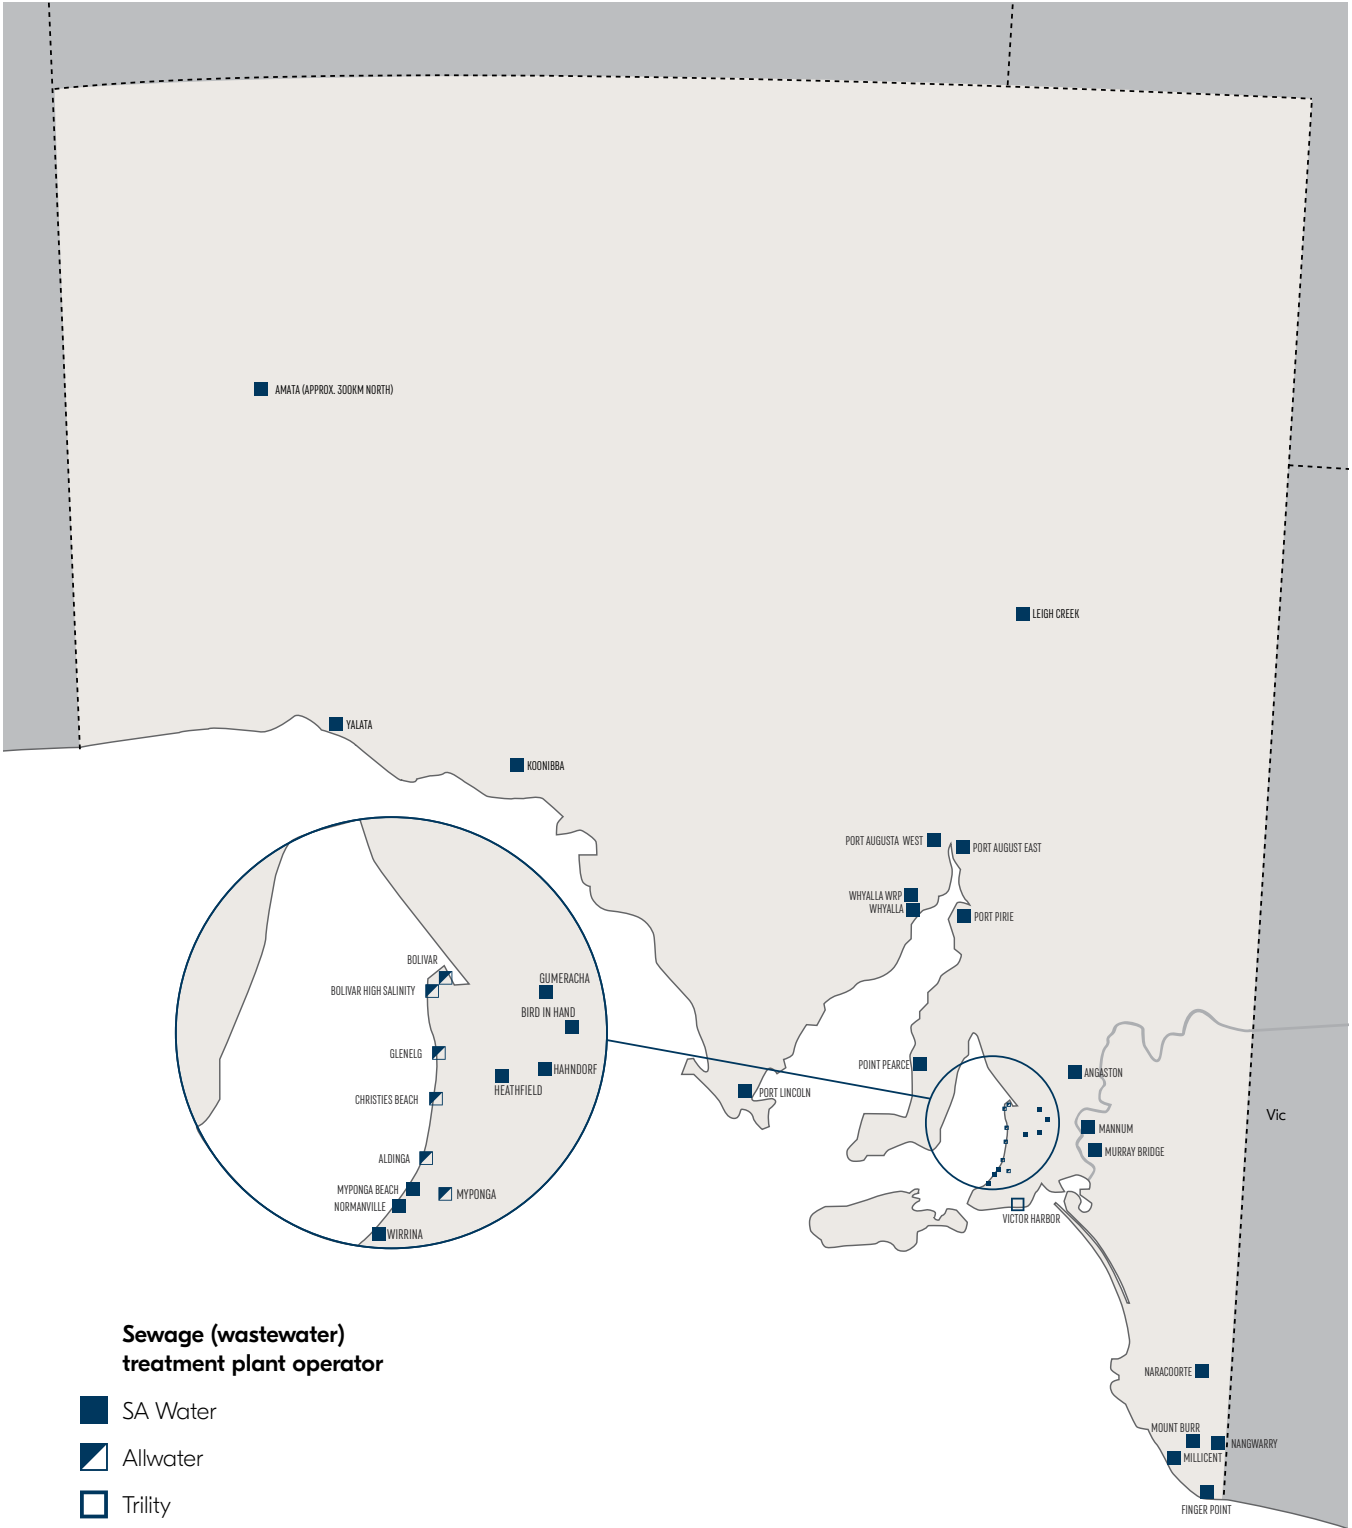 AMATA (APPROX. 300KM NORTH)
LEIGH CREEK
YALATA
KOONIBBA
PORT AUGUSTA WEST
PORT AUGUST EAST
WHYALLA WRP
WHYALLA
PORT PIRIE
BOLIVAR
BOLIVAR HIGH SALINITY
GUMERACHA
BIRD IN HAND
GLENELG
HAHNDORF
HEATHFIELD
CHRISTIES BEACH
ALDINGA
MYPONGA BEACH
MYPONGA
NORMANVILLE
WIRRINA
POINT PEARCE
PORT LINCOLN
ANGASTON
Vic
MANNUM
MURRAY BRIDGE
VICTOR HARBOR
NARACOORTE
MOUNT BURR
NANGWARRY
MILLICENT
FINGER POINT
Sewage (wastewater)
treatment plant operator
SA Water
Allwater
Trility